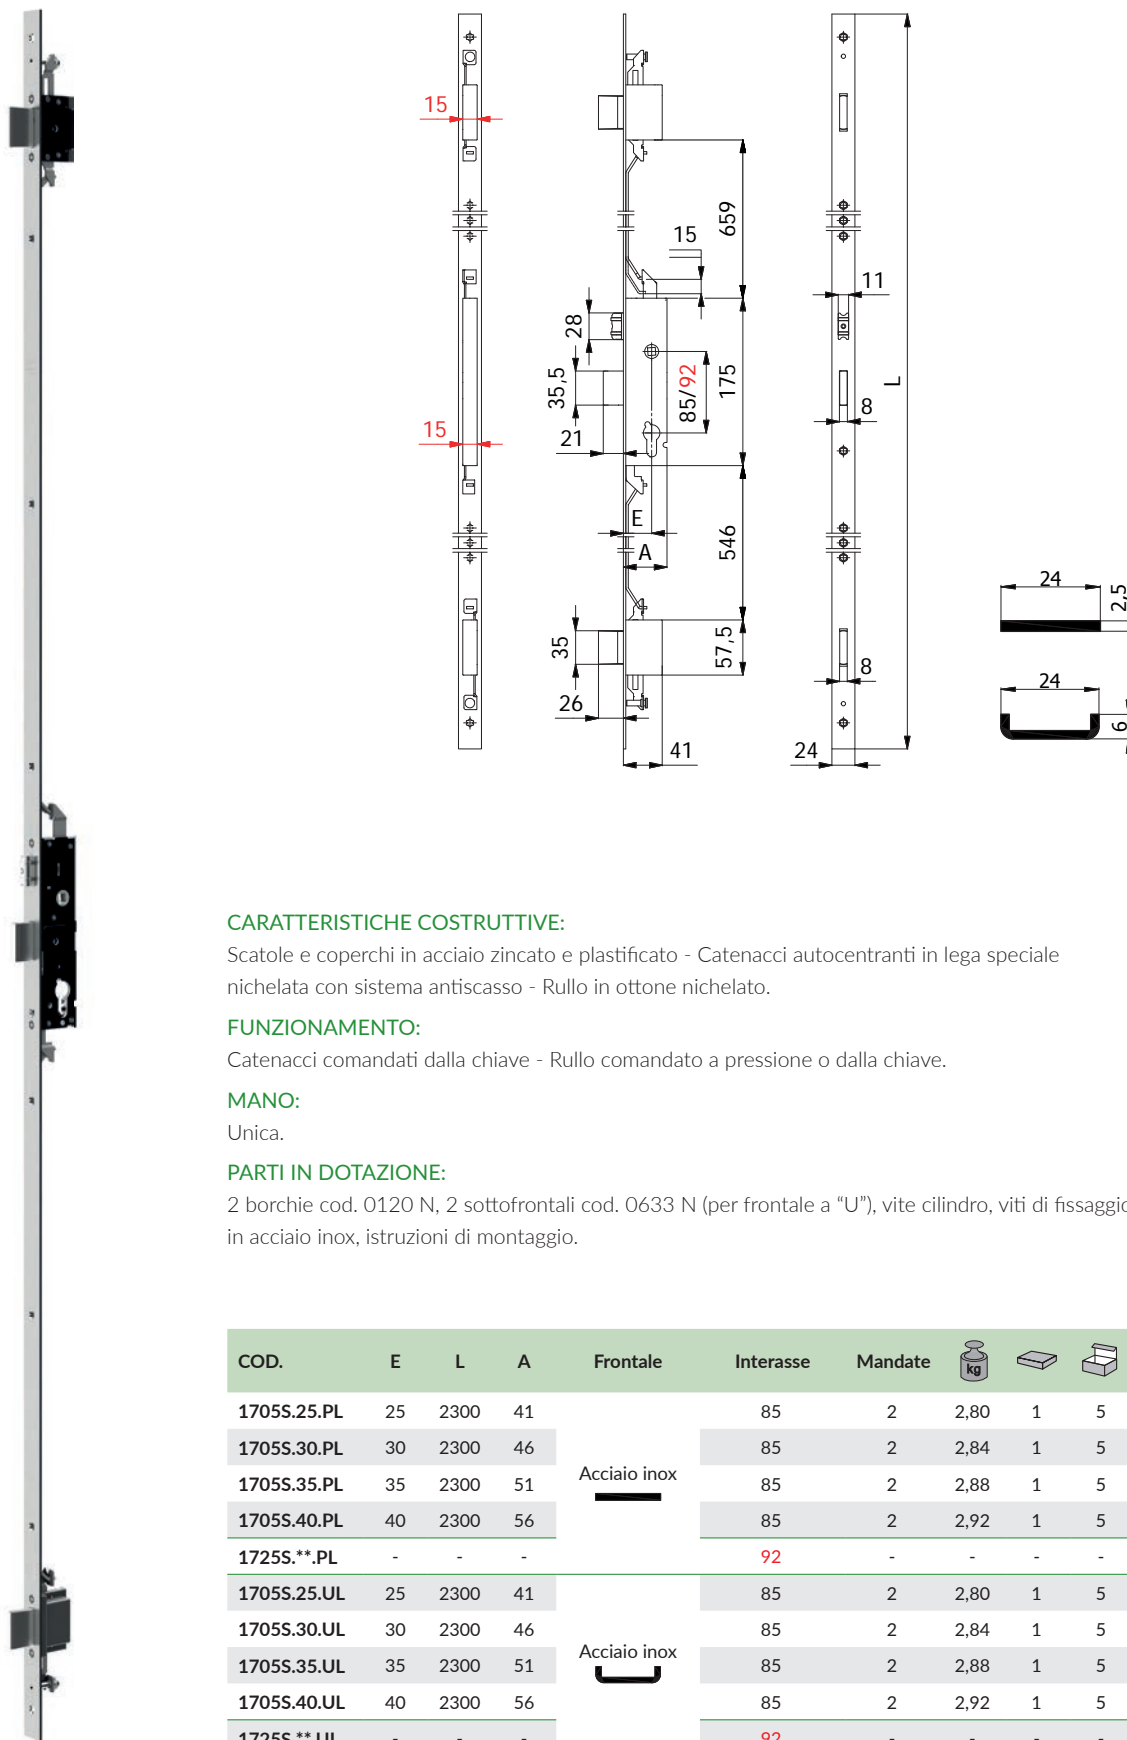 15
15
659
15
28
35,5
21
85/92
175
E
A
546
35
57,5
26
41
11
8
L
8
24
24
2,5
24
6
CARATTERISTICHE COSTRUTTIVE:
Scatole e coperchi in acciaio zincato e plastificato - Catenacci autocentranti in lega speciale
nichelata con sistema antiscasso - Rullo in ottone nichelato.
FUNZIONAMENTO:
Catenacci comandati dalla chiave - Rullo comandato a pressione o dalla chiave.
MANO:
Unica.
PARTI IN DOTAZIONE:
2 borchie cod. 0120 N, 2 sottofrontali cod. 0633 N (per frontale a “U”), vite cilindro, viti di fissaggio
in acciaio inox, istruzioni di montaggio.
COD. E L A Frontale Interasse Mandate kg
1705S.25.PL 25 2300 41 85 2 2,80 1 5
1705S.30.PL 30 2300 46 85 2 2,84 1 5
Acciaio inox
1705S.35.PL 35 2300 51 85 2 2,88 1 5
1705S.40.PL 40 2300 56 85 2 2,92 1 5
1725S.**.PL - - - 92 - - - -
1705S.25.UL 25 2300 41 85 2 2,80 1 5
1705S.30.UL 30 2300 46 85 2 2,84 1 5
Acciaio inox
1705S.35.UL 35 2300 51 85 2 2,88 1 5
1705S.40.UL 40 2300 56 85 2 2,92 1 5
1725S.**.UL - - - 92 - - - -